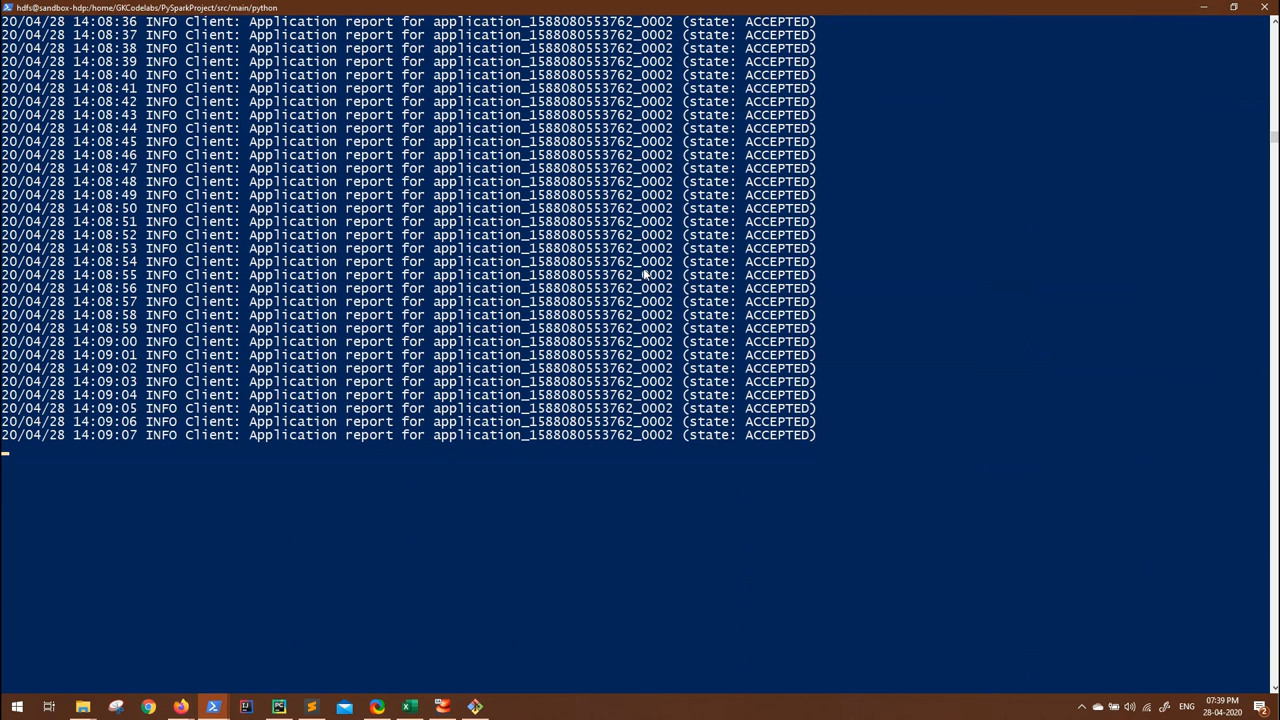 hdfs@sandbox-hdp:/home/GKCodelabs/PySparkProject/src/main/python
20/04/28 14:08:36 INFO Client: Application report for application_1588080553762_0002 (state: ACCEPTED)
20/04/28 14:08:37 INFO Client: Application report for application_1588080553762_0002 (state: ACCEPTED)
20/04/28 14:08:38 INFO Client: Application report for application_1588080553762_0002 (state: ACCEPTED)
20/04/28 14:08:39 INFO Client: Application report for application_1588080553762_0002 (state: ACCEPTED)
20/04/28 14:08:40 INFO Client: Application report for application_1588080553762_0002 (state: ACCEPTED)
20/04/28 14:08:41 INFO Client: Application report for application_1588080553762_0002 (state: ACCEPTED)
20/04/28 14:08:42 INFO Client: Application report for application_1588080553762_0002 (state: ACCEPTED)
20/04/28 14:08:43 INFO Client: Application report for application_1588080553762_0002 (state: ACCEPTED)
20/04/28 14:08:44 INFO Client: Application report for application_1588080553762_0002 (state: ACCEPTED)
20/04/28 14:08:45 INFO Client: Application report for application_1588080553762_0002 (state: ACCEPTED)
20/04/28 14:08:46 INFO Client: Application report for application_1588080553762_0002 (state: ACCEPTED)
20/04/28 14:08:47 INFO Client: Application report for application_1588080553762_0002 (state: ACCEPTED)
20/04/28 14:08:48 INFO Client: Application report for application_1588080553762_0002 (state: ACCEPTED)
20/04/28 14:08:49 INFO Client: Application report for application_1588080553762_0002 (state: ACCEPTED)
20/04/28 14:08:50 INFO Client: Application report for application_1588080553762_0002 (state: ACCEPTED)
20/04/28 14:08:51 INFO Client: Application report for application_1588080553762_0002 (state: ACCEPTED)
20/04/28 14:08:52 INFO Client: Application report for application_1588080553762_0002 (state: ACCEPTED)
20/04/28 14:08:53 INFO Client: Application report for application_1588080553762_0002 (state: ACCEPTED)
20/04/28 14:08:54 INFO Client: Application report for application_1588080553762_0002 (state: ACCEPTED)
20/04/28 14:08:55 INFO Client: Application report for application_1588080553762_0002 (state: ACCEPTED)
20/04/28 14:08:56 INFO Client: Application report for application_1588080553762_0002 (state: ACCEPTED)
20/04/28 14:08:57 INFO Client: Application report for application_1588080553762_0002 (state: ACCEPTED)
20/04/28 14:08:58 INFO Client: Application report for application_1588080553762_0002 (state: ACCEPTED)
20/04/28 14:08:59 INFO Client: Application report for application_1588080553762_0002 (state: ACCEPTED)
20/04/28 14:09:00 INFO Client: Application report for application_1588080553762_0002 (state: ACCEPTED)
20/04/28 14:09:01 INFO Client: Application report for application_1588080553762_0002 (state: ACCEPTED)
20/04/28 14:09:02 INFO Client: Application report for application_1588080553762_0002 (state: ACCEPTED)
20/04/28 14:09:03 INFO Client: Application report for application_1588080553762_0002 (state: ACCEPTED)
20/04/28 14:09:04 INFO Client: Application report for application_1588080553762_0002 (state: ACCEPTED)
20/04/28 14:09:05 INFO Client: Application report for application_1588080553762_0002 (state: ACCEPTED)
20/04/28 14:09:06 INFO Client: Application report for application_1588080553762_0002 (state: ACCEPTED)
20/04/28 14:09:07 INFO Client: Application report for application_1588080553762_0002 (state: ACCEPTED)
ENG
07:39 PM
28-04-2020
2